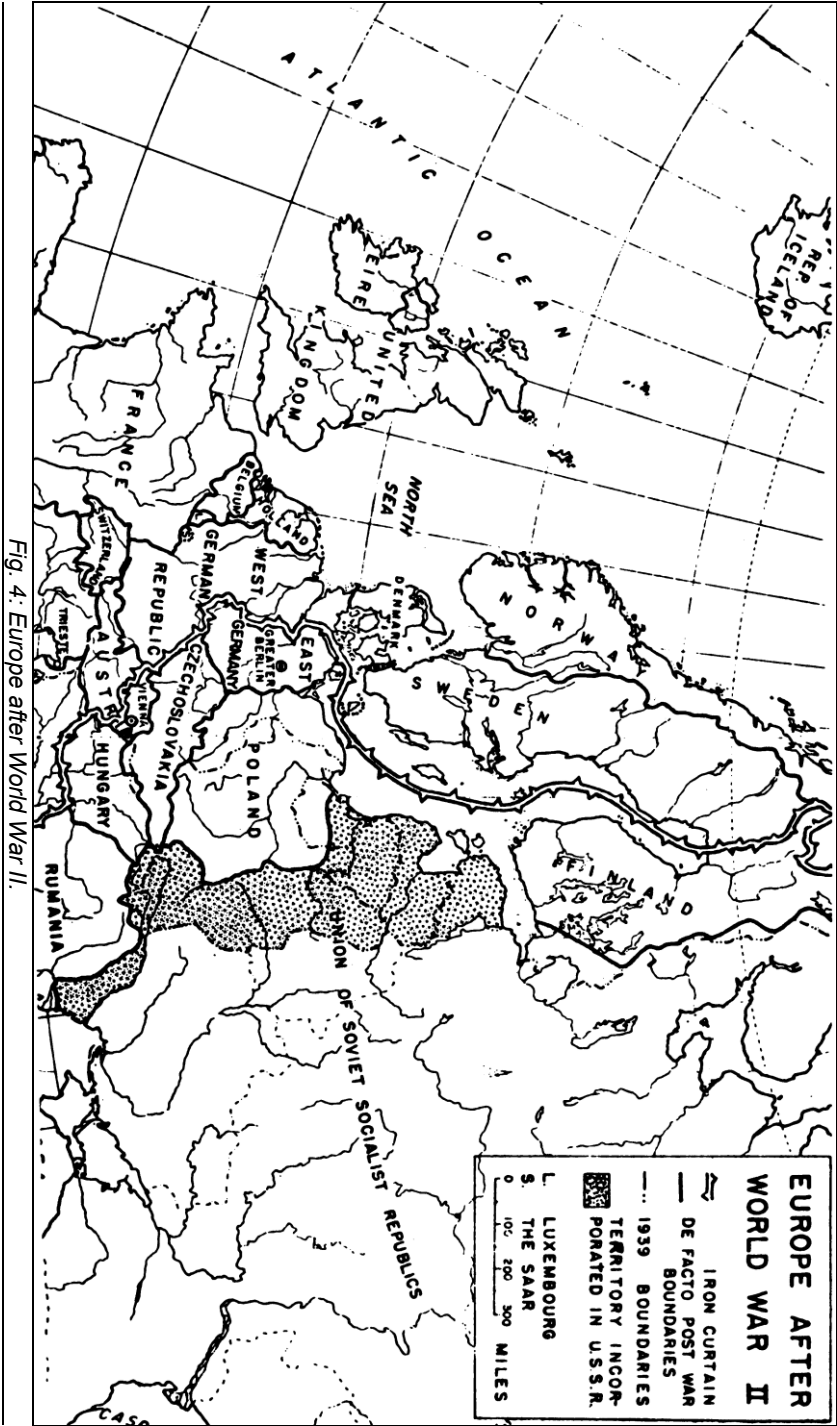 EUROPE AFTER
WORLD WAR II
IRON CURTAIN
DE FACTO POST WAR
BOUNDARIES
1939 BOUNDARIES
TERRITORY INCOR-
PORATED IN U.S.S.R.
L. LUXEMBOURG
S. THE SAAR
0 100 200 300 MILES
REP OF
ICELAND
ATLANTIC OCEAN
NORWA
SWEDEN
FINLAND
EIRE
UNITED
KINGDOM
NORTH
SEA
DENMARK
BELGIUM
WEST
GERMAN
REPUBLIC
EAST
GERMANY
GREATER
BERLIN
POLAND
UNION OF SOVIET SOCIALIST REPUBLICS
FRANCE
SWITZERLAND
CZECHOSLOVAKIA
VIENNA
HUNGARY
TRIESTE
RUMANIA
Fig. 4: Europe after World War II.